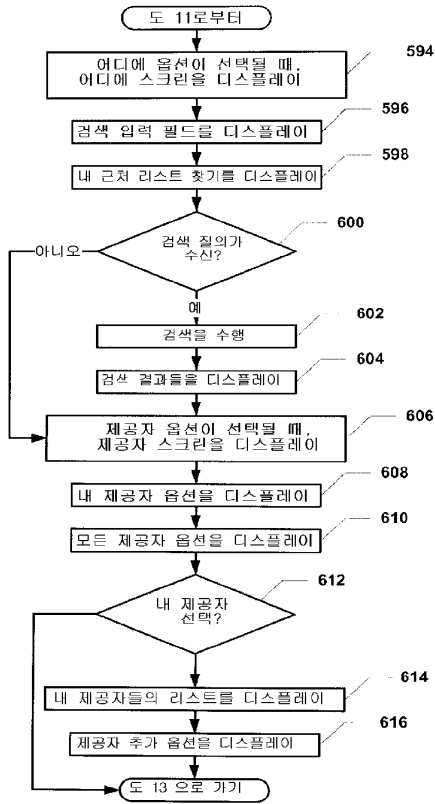 도 11로부터
어디에 옵션이 선택될 때,
어디에 스크린을 디스플레이
594
검색 입력 필드를 디스플레이
596
내 근처 리스트 찾기를 디스플레이
598
검색 질의가
수신?
600
아니오
예
검색을 수행
602
검색 결과들을 디스플레이
604
제공자 옵션이 선택될 때,
제공자 스크린을 디스플레이
606
내 제공자 옵션을 디스플레이
608
모든 제공자 옵션을 디스플레이
610
내 제공자
선택?
612
내 제공자들의 리스트를 디스플레이
614
제공자 추가 옵션을 디스플레이
616
도 13 으로 가기